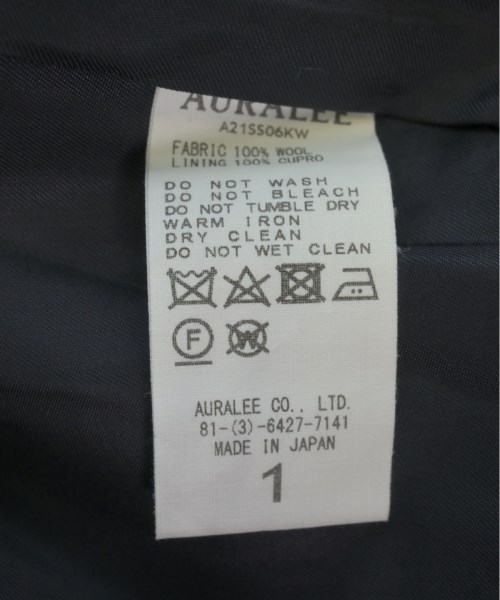 AURALEE
A21SS06KW
FABRIC 100% WOOL
LINING 100% CUPRO
DO NOT WASH
DO NOT BLEACH
DO NOT TUMBLE DRY
WARM IRON
DRY CLEAN
DO NOT WET CLEAN
F W
AURALEE CO., LTD.
81-(3)-6427-7141
MADE IN JAPAN
1